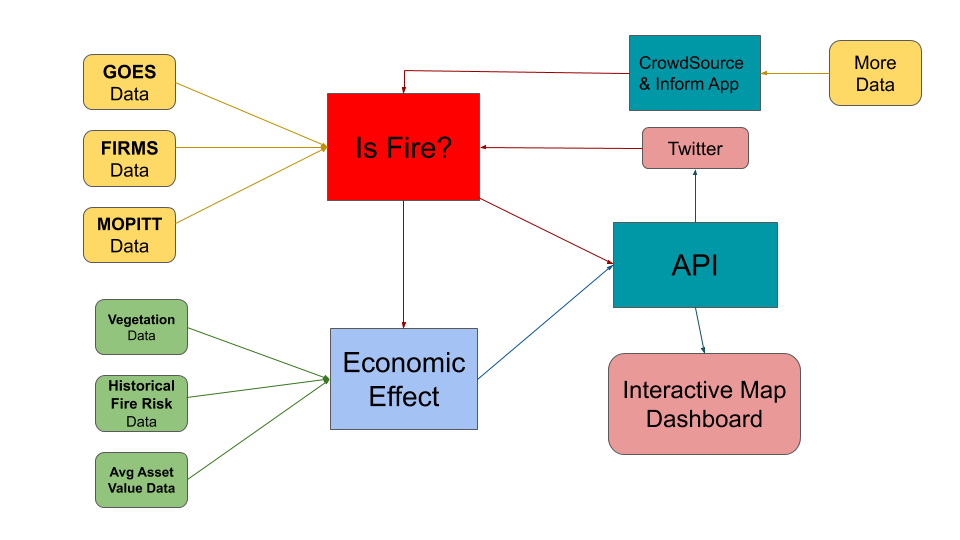 GOES
Data
FIRMS
Data
MOPITT
Data
Vegetation
Data
Historical
Fire Risk
Data
Avg Asset
Value Data
Is Fire?
Economic
Effect
CrowdSource
& Inform App
More
Data
Twitter
API
Interactive Map
Dashboard